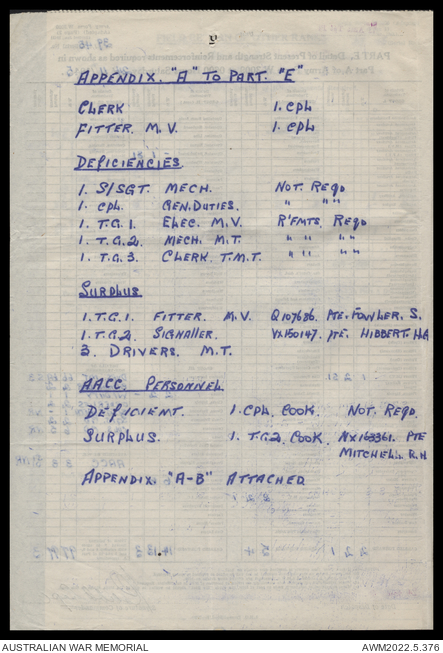 APPENDIX. "A" TO PART. "E"
CLERK 1. CPL
FITTER. M.V. 1. CPL
DEFICIENCIES
1. S/SGT. MECH. NOT. REQD
1. CPL. GEN. DUTIES. " " "
1. T.G.1. ELEC. M.V. R'FMTS. REQD
1. T.G.2. MECH. M.T. " " " "
1. T.G.3. CLERK. T.M.T. " " " "
SURPLUS
1. T.G.1. FITTER. M.V. Q107686. PTE. FOWLER. S.
1. T.G.2. SIGNALLER. VX150147. PTE. HIBBERT. H.G
3. DRIVERS. M.T.
AACC. PERSONNEL
DEFICIENT. 1. CPL. COOK. NOT. REQD.
SURPLUS. 1. T.G.2. COOK. NX163361. PTE
MITCHELL. R.H
APPENDIX. "A-B" ATTACHED
AUSTRALIAN WAR MEMORIAL AWM2022.5.376